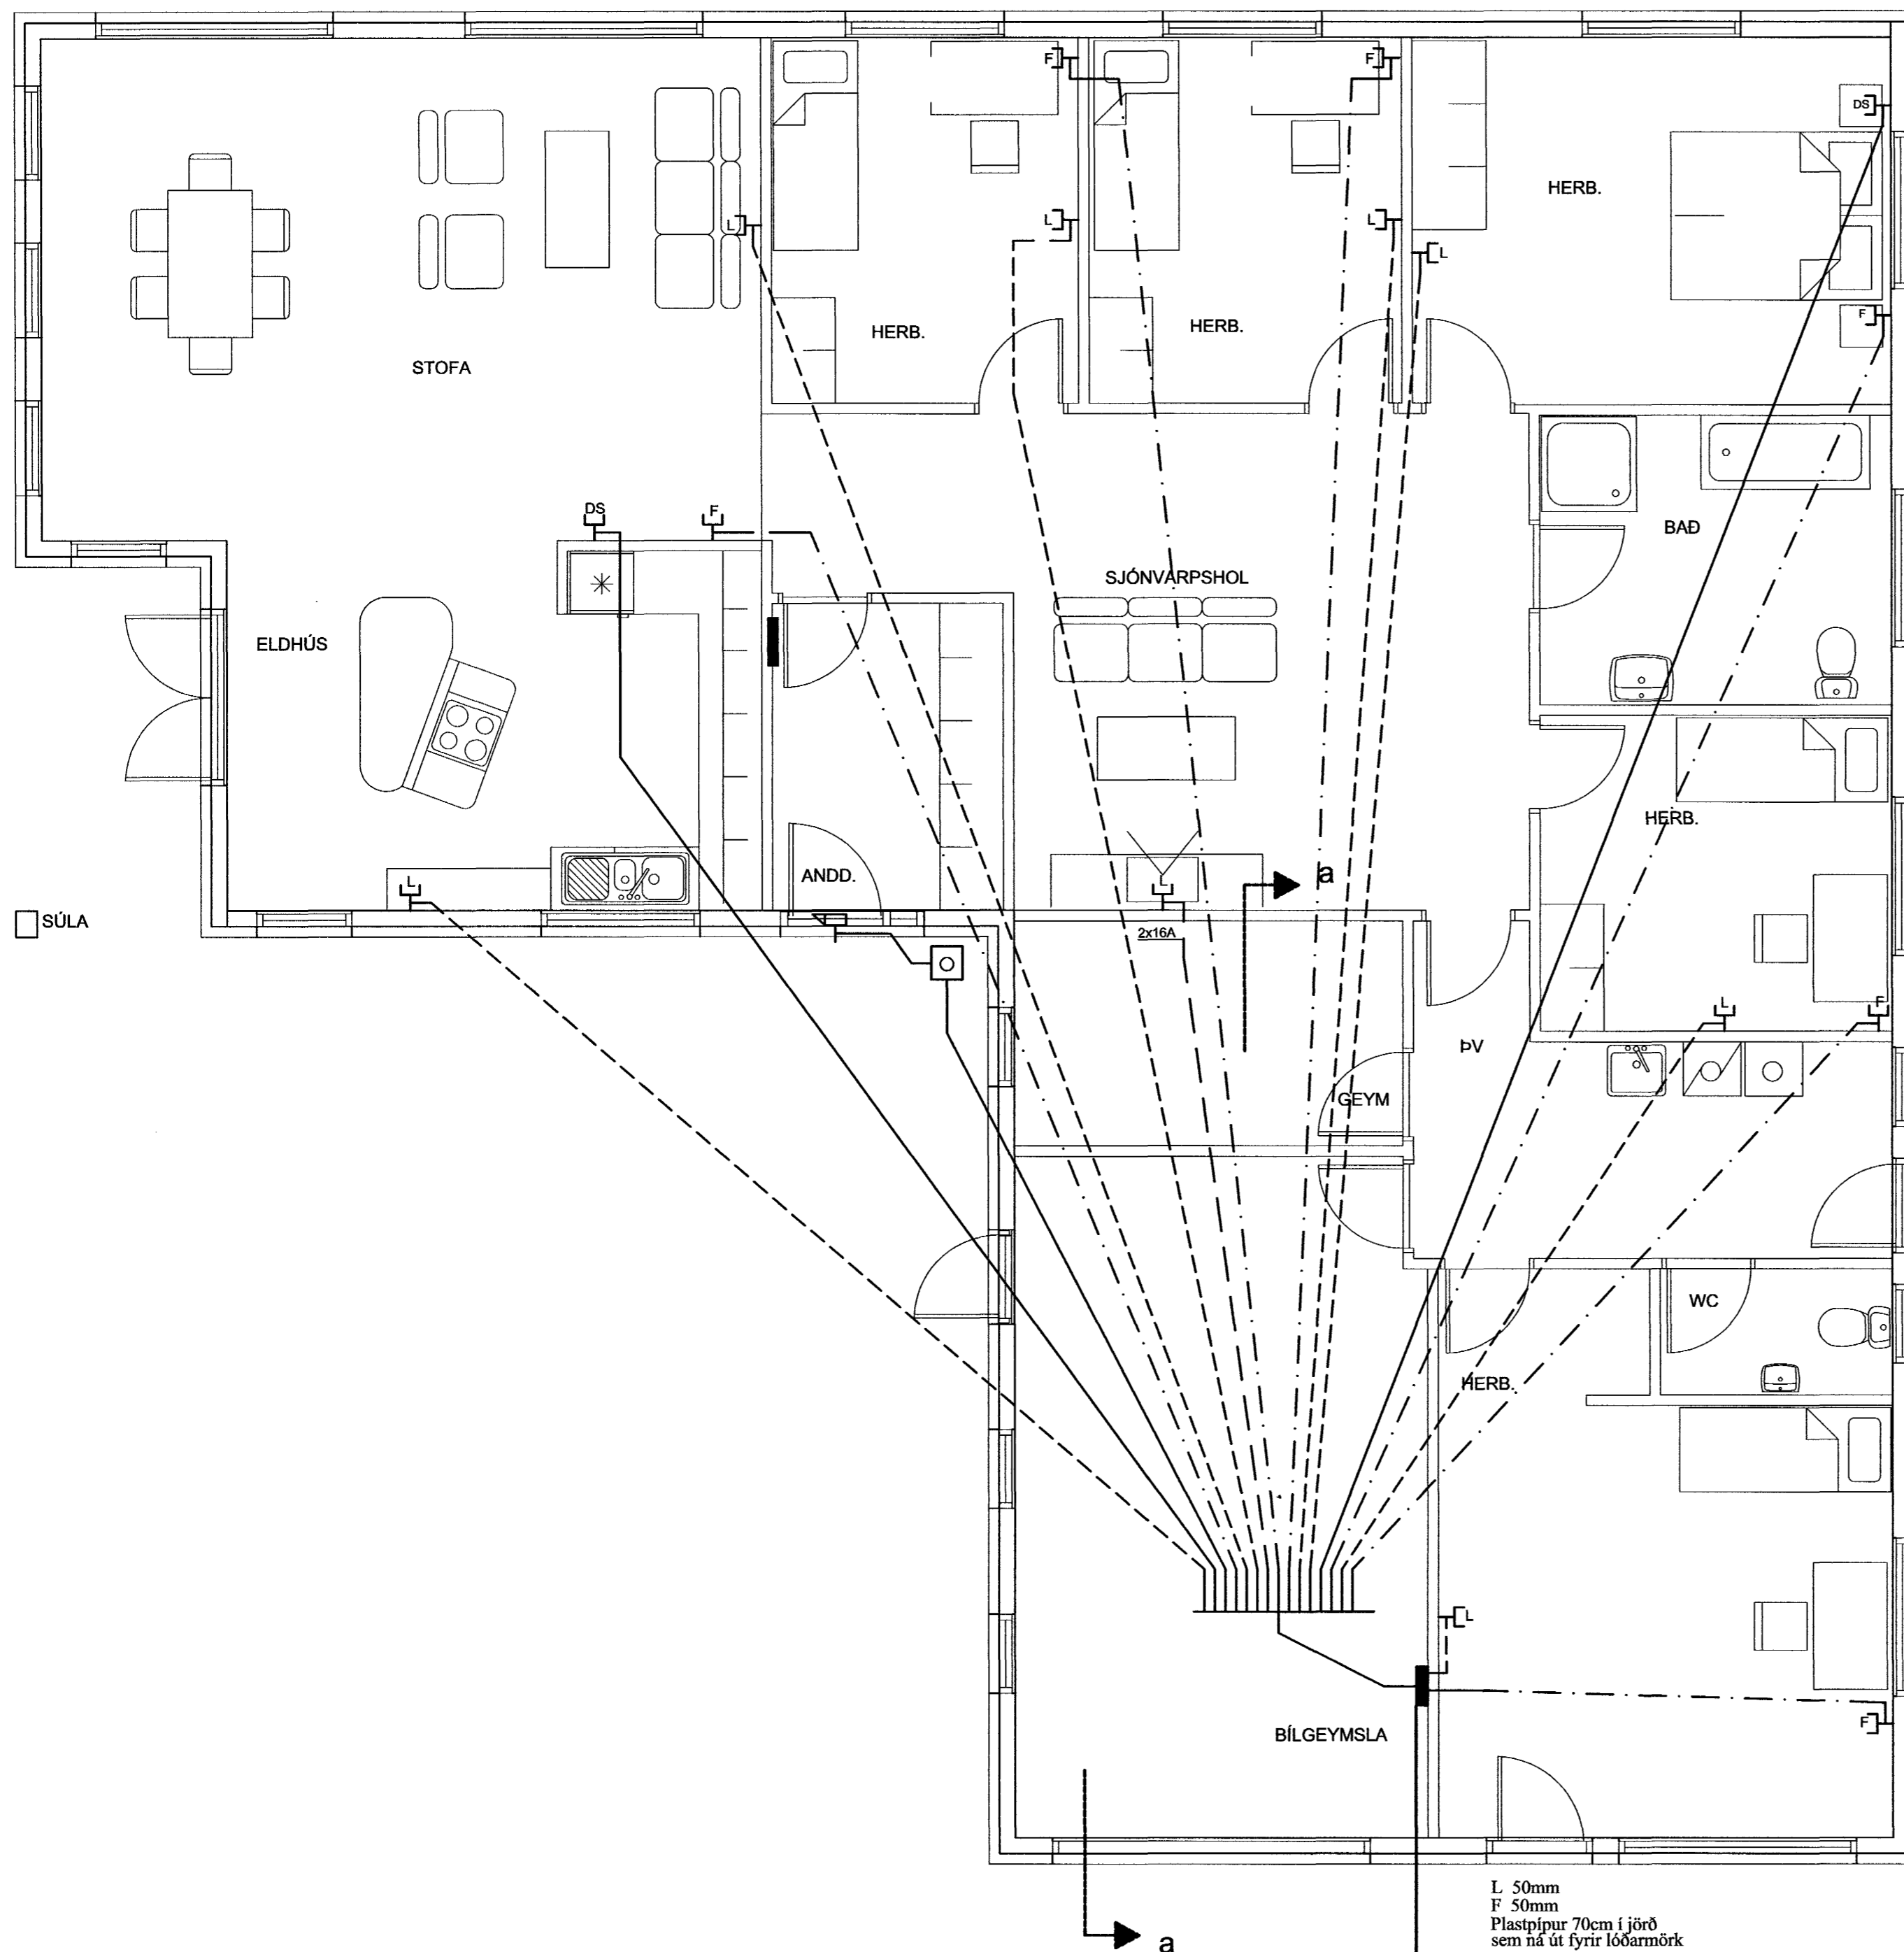 F
F
DS
HERB.
L
L
L
L
F
HERB.
HERB.
STOFA
DS
F
BAÐ
SJÓNVARPSHOL
ELDHÚS
HERB.
ANDD.
a
L
L
SÚLA
2x16A
L
F
ÞV
GEYM
WC
HERB.
L
F
BÍLGEYMSLA
L 50mm
F 50mm
Plastpípur 70cm í jörð
sem ná út fyrir lóðarmörk
a